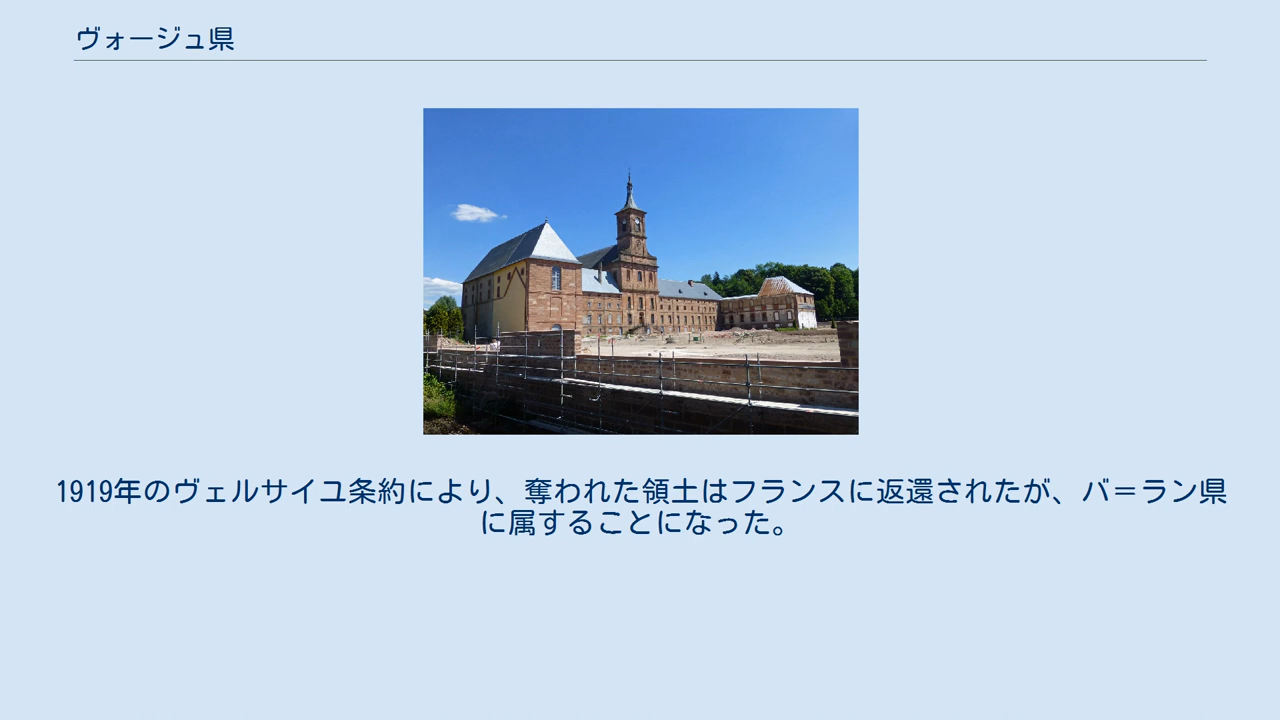 ヴォージュ県
1919年のヴェルサイユ条約により、奪われた領土はフランスに返還されたが、バ＝ラン県
に属することになった。